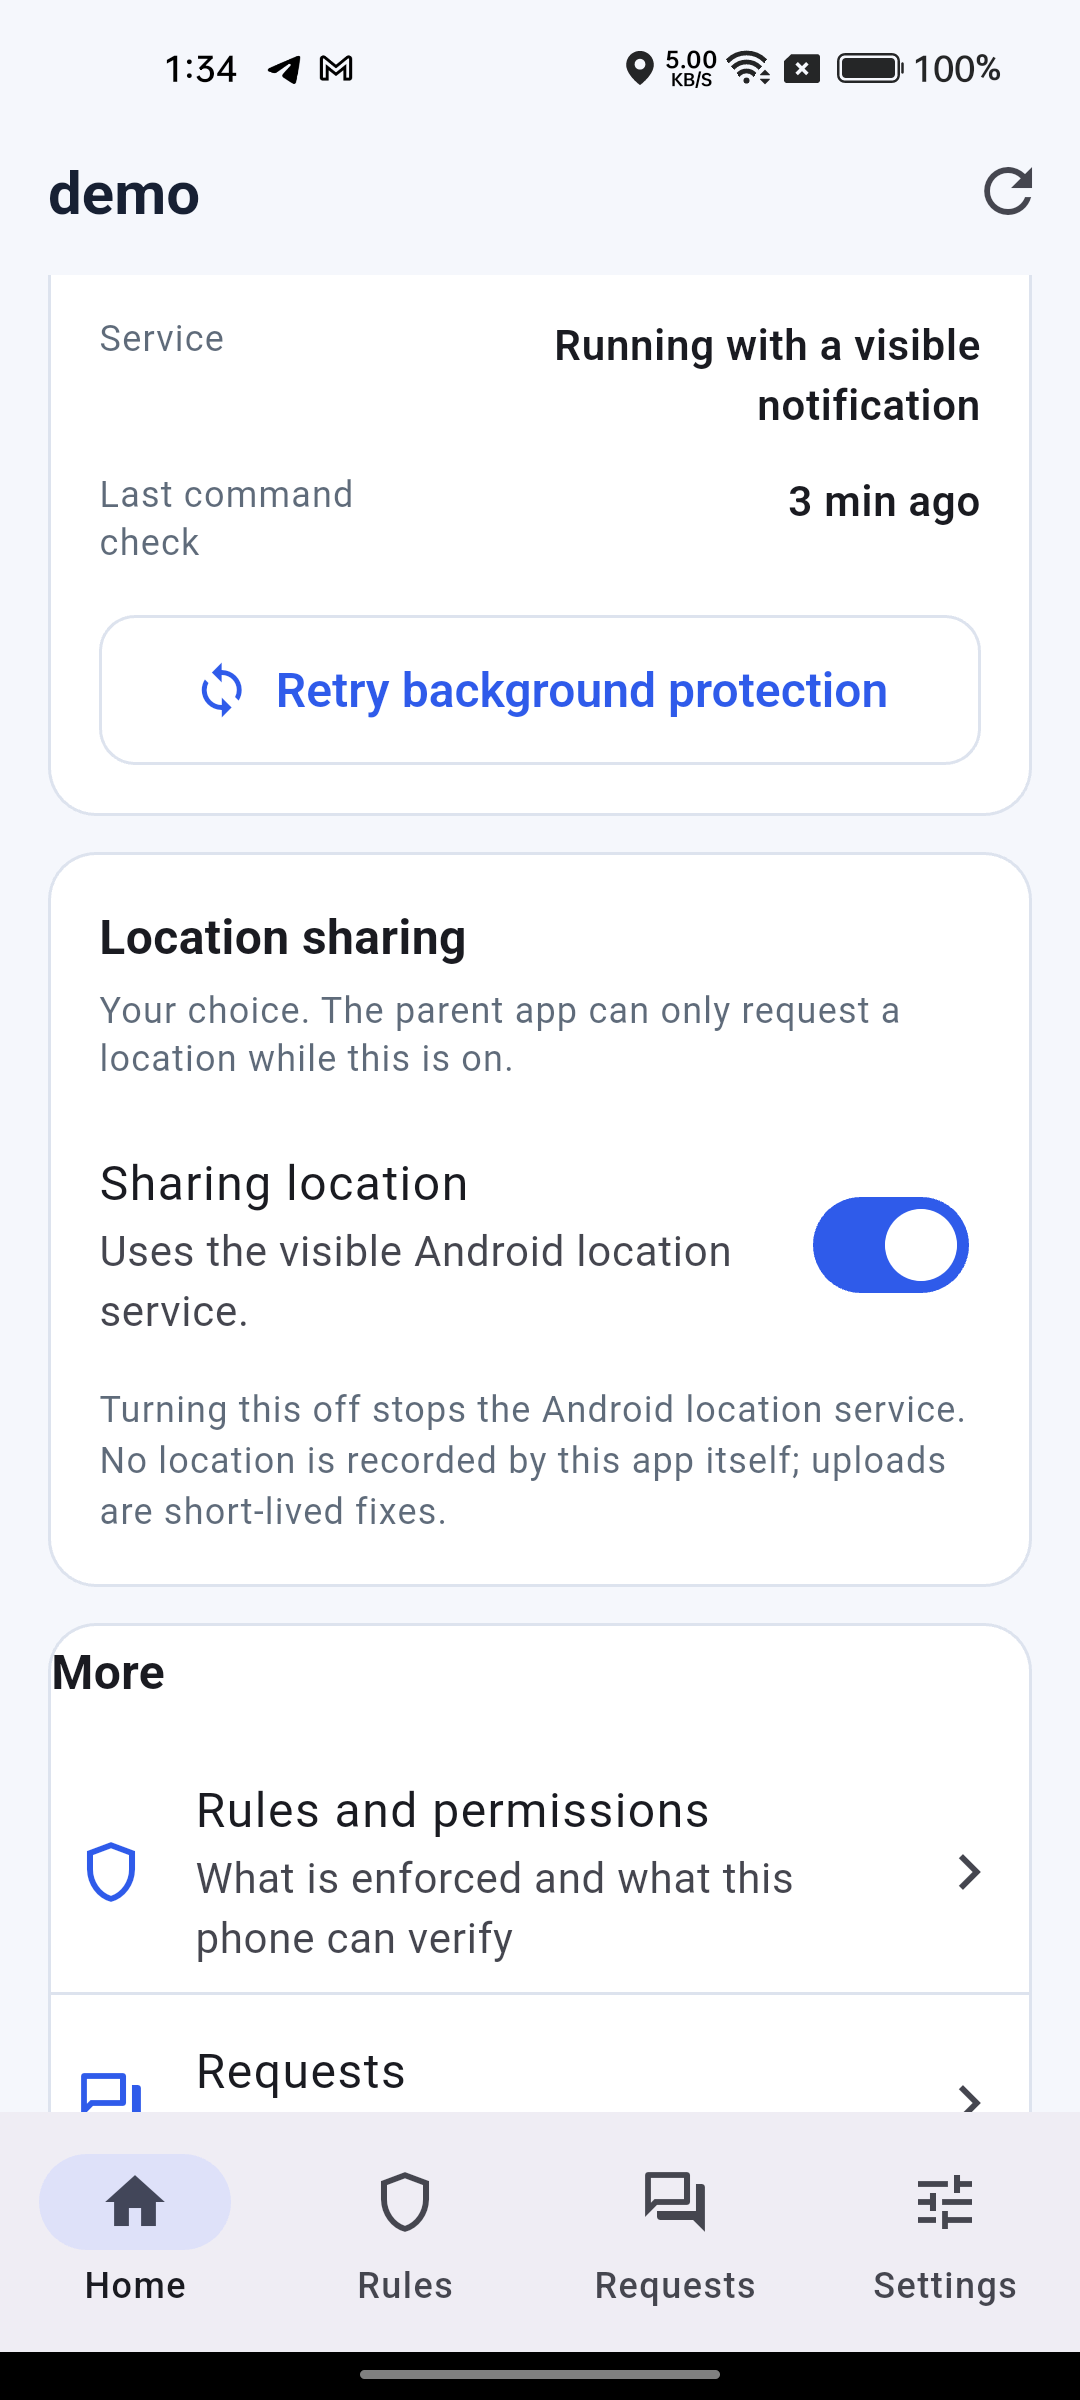 1:34
5.00
KB/S
100%
demo
Service
Running with a visible
notification
Last command
check
3 min ago
Retry background protection
Location sharing
Your choice. The parent app can only request a
location while this is on.
Sharing location
Uses the visible Android location
service.
Turning this off stops the Android location service.
No location is recorded by this app itself; uploads
are short-lived fixes.
More
Rules and permissions
What is enforced and what this
phone can verify
Requests
Home
Rules
Requests
Settings